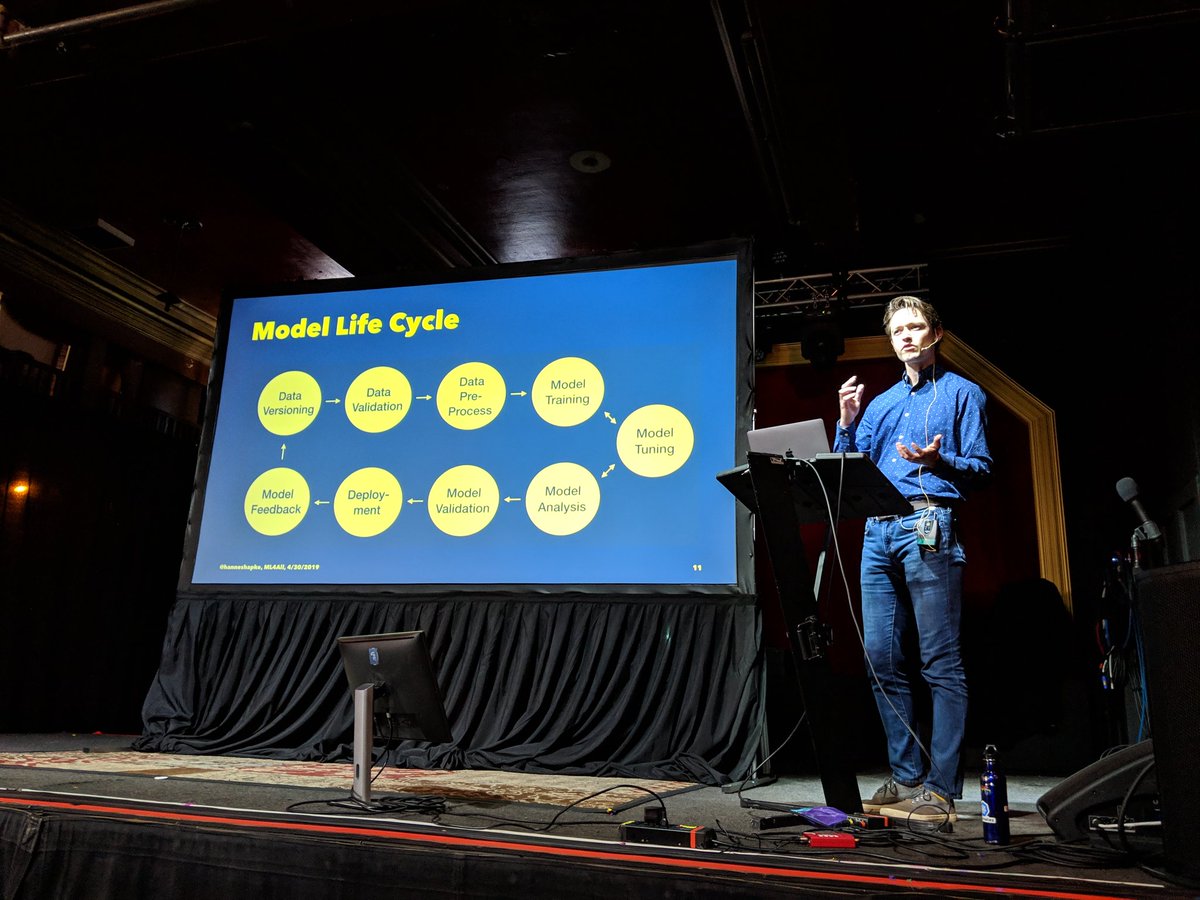 Model Life Cycle
Data
Versioning
Data
Validation
Data
Pre-
Process
Model
Training
Model
Tuning
Model
Feedback
Deploy-
ment
Model
Validation
Model
Analysis
@hanneshapke, ML4All, 4/30/2019
11